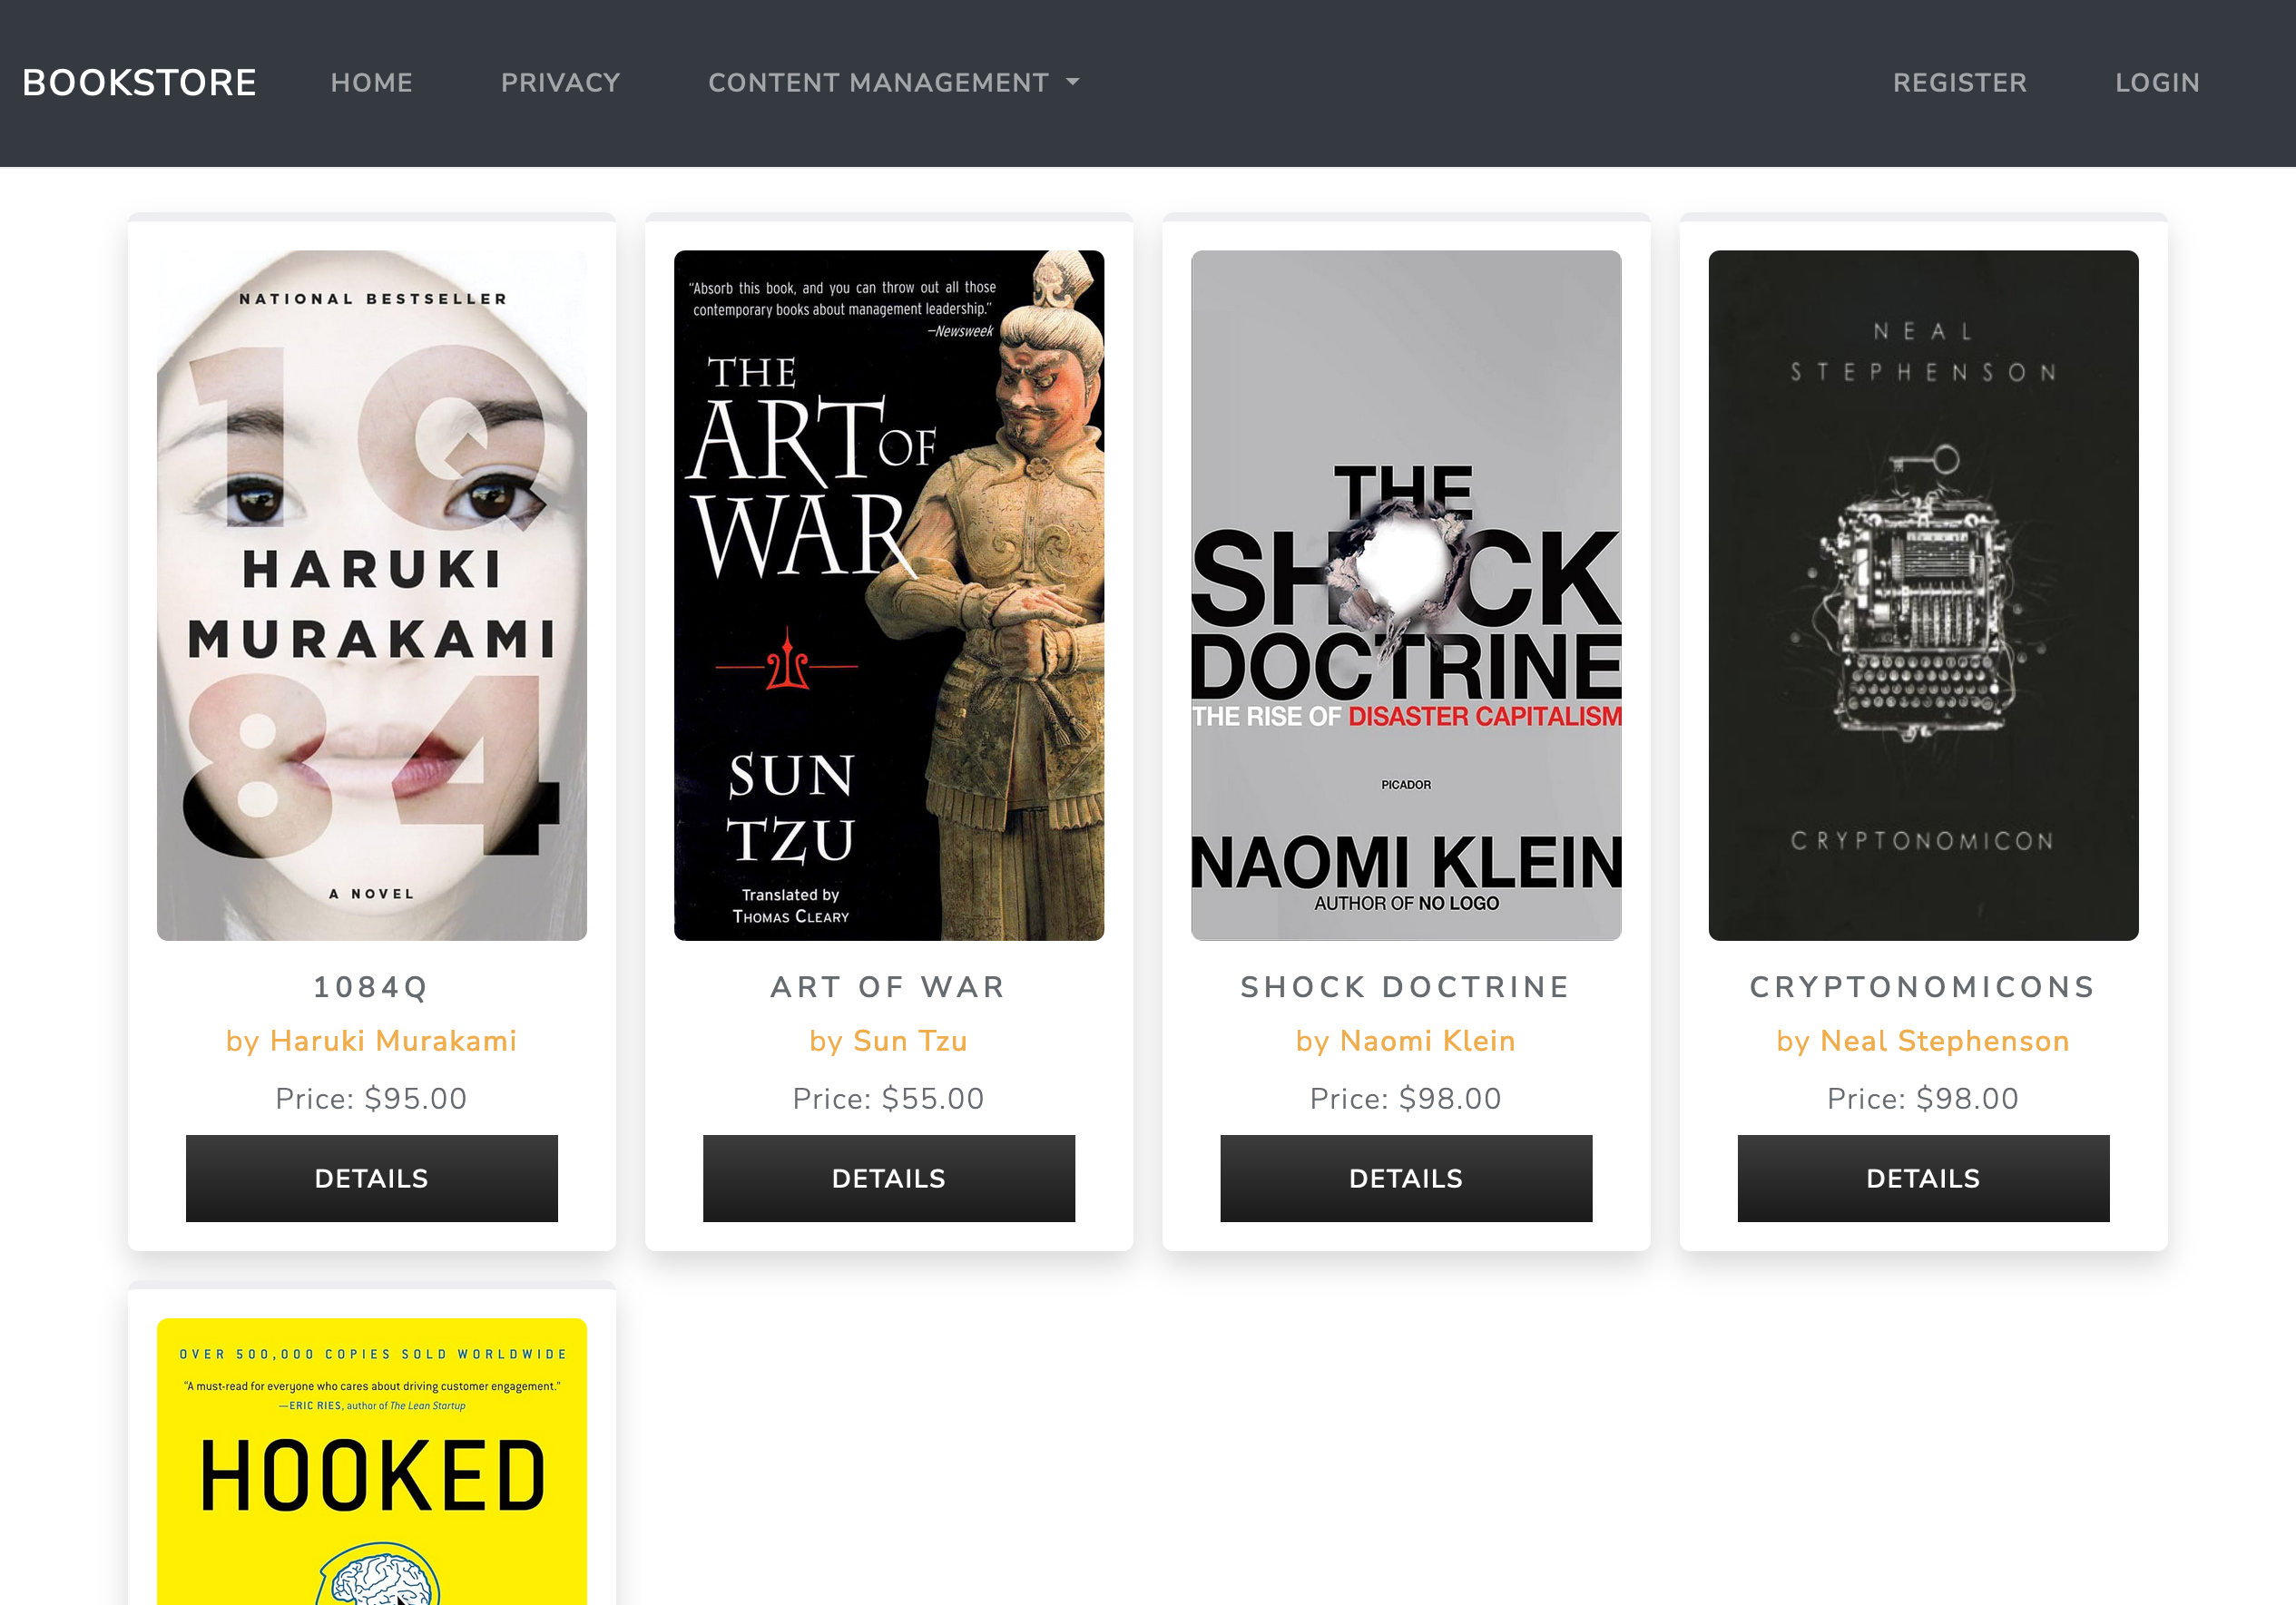 BOOKSTORE HOME PRIVACY CONTENT MANAGEMENT REGISTER LOGIN
NATIONAL BESTSELLER
1Q
HARUKI
MURAKAMI
84
A NOVEL
1084Q
by Haruki Murakami
Price: $95.00
DETAILS
“Absorb this book, and you can throw out all those
contemporary books about management leadership.”
—Newsweek
THE
ART OF
WAR
SUN
TZU
Translated by
THOMAS CLEARY
ART OF WAR
by Sun Tzu
Price: $55.00
DETAILS
THE
SHOCK
DOCTRINE
THE RISE OF DISASTER CAPITALISM
PICADOR
NAOMI KLEIN
AUTHOR OF NO LOGO
SHOCK DOCTRINE
by Naomi Klein
Price: $98.00
DETAILS
NEAL
STEPHENSON
CRYPTONOMICON
CRYPTONOMICONS
by Neal Stephenson
Price: $98.00
DETAILS
OVER 500,000 COPIES SOLD WORLDWIDE
“A must-read for everyone who cares about driving customer engagement.”
—ERIC RIES, author of The Lean Startup
HOOKED